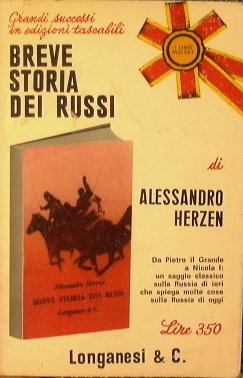 Grandi successi
in edizioni tascabili
BREVE
STORIA
DEI RUSSI
I LIBRI
POCKET
di
ALESSANDRO
HERZEN
Da Pietro il Grande
a Nicola I:
un saggio classico
sulla Russia di ieri
che spiega molte cose
sulla Russia di oggi
Alessandro Herzen
BREVE STORIA DEI RUSSI
Longanesi & C.
Lire 350
Longanesi & C.